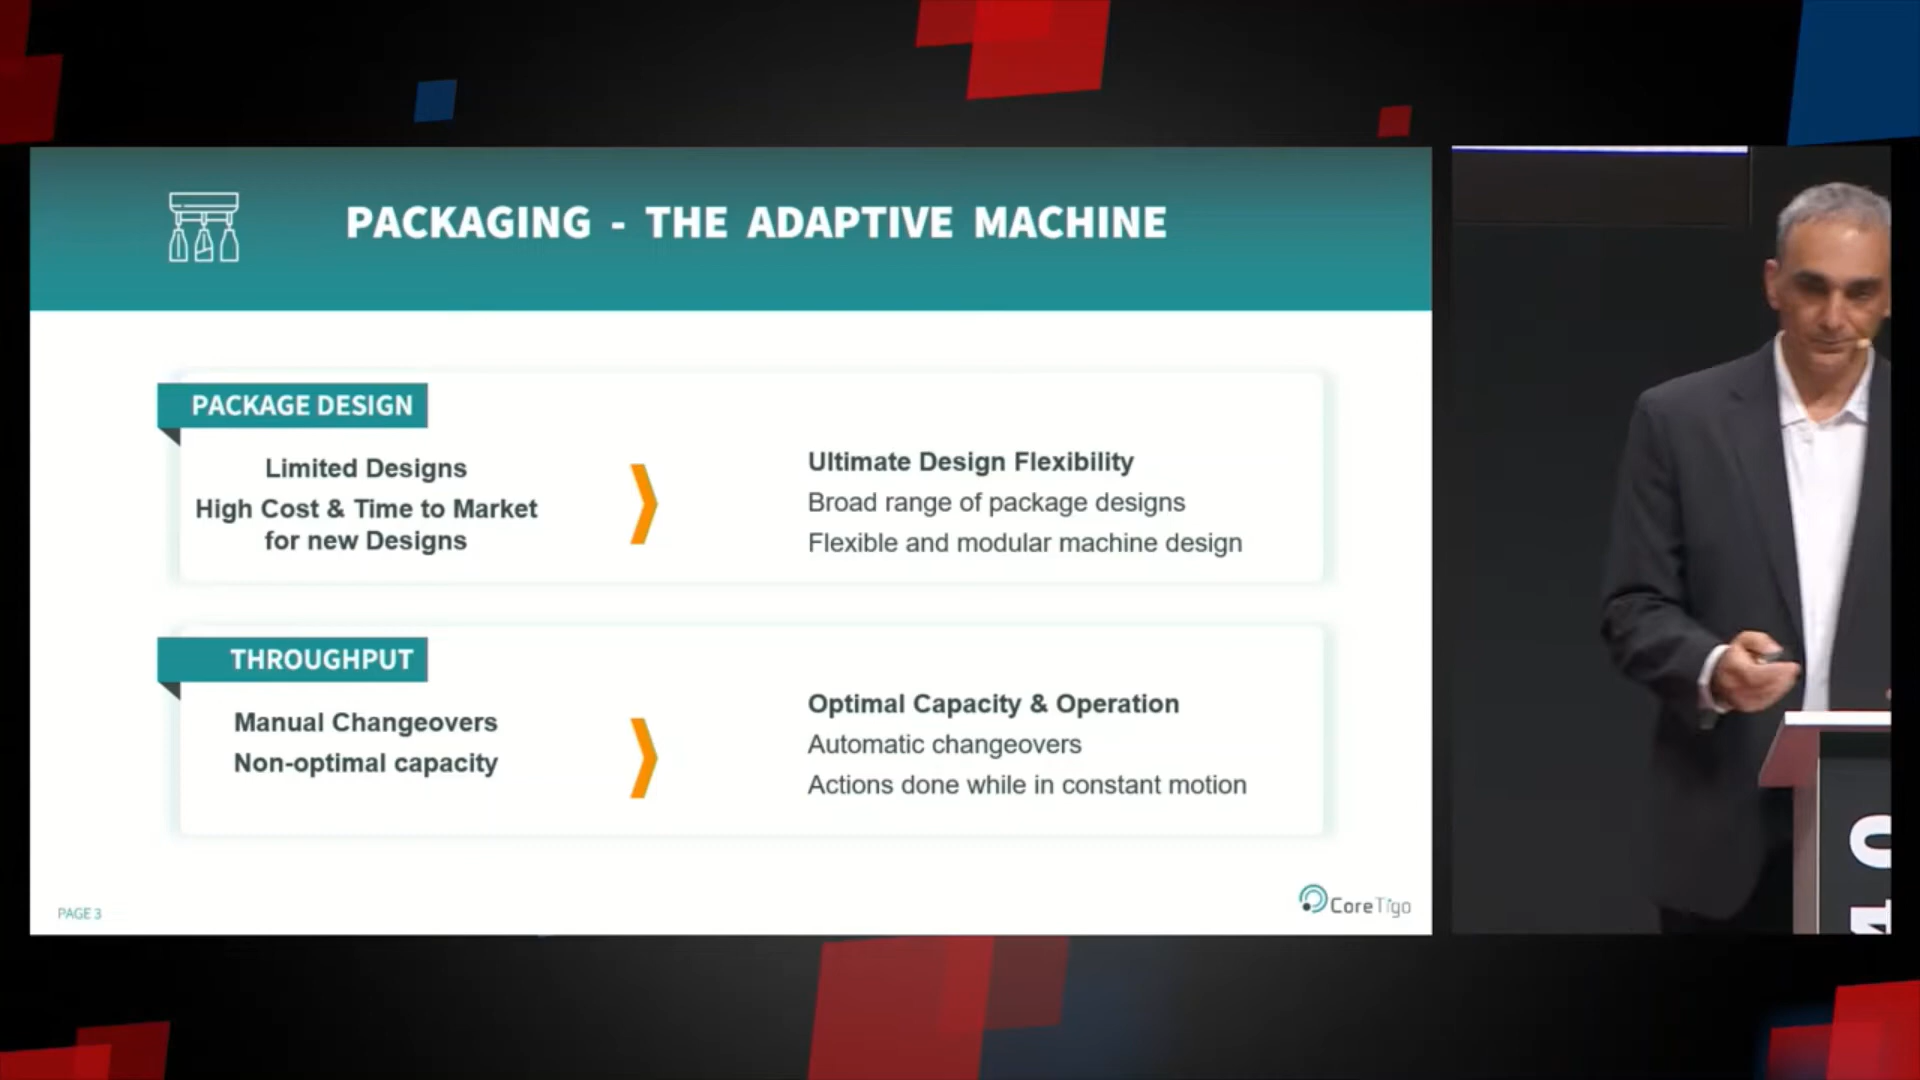 PACKAGING - THE ADAPTIVE MACHINE
PACKAGE DESIGN
Limited Designs
High Cost & Time to Market
for new Designs
Ultimate Design Flexibility
Broad range of package designs
Flexible and modular machine design
THROUGHPUT
Manual Changeovers
Non-optimal capacity
Optimal Capacity & Operation
Automatic changeovers
Actions done while in constant motion
PAGE 3
CoreTigo